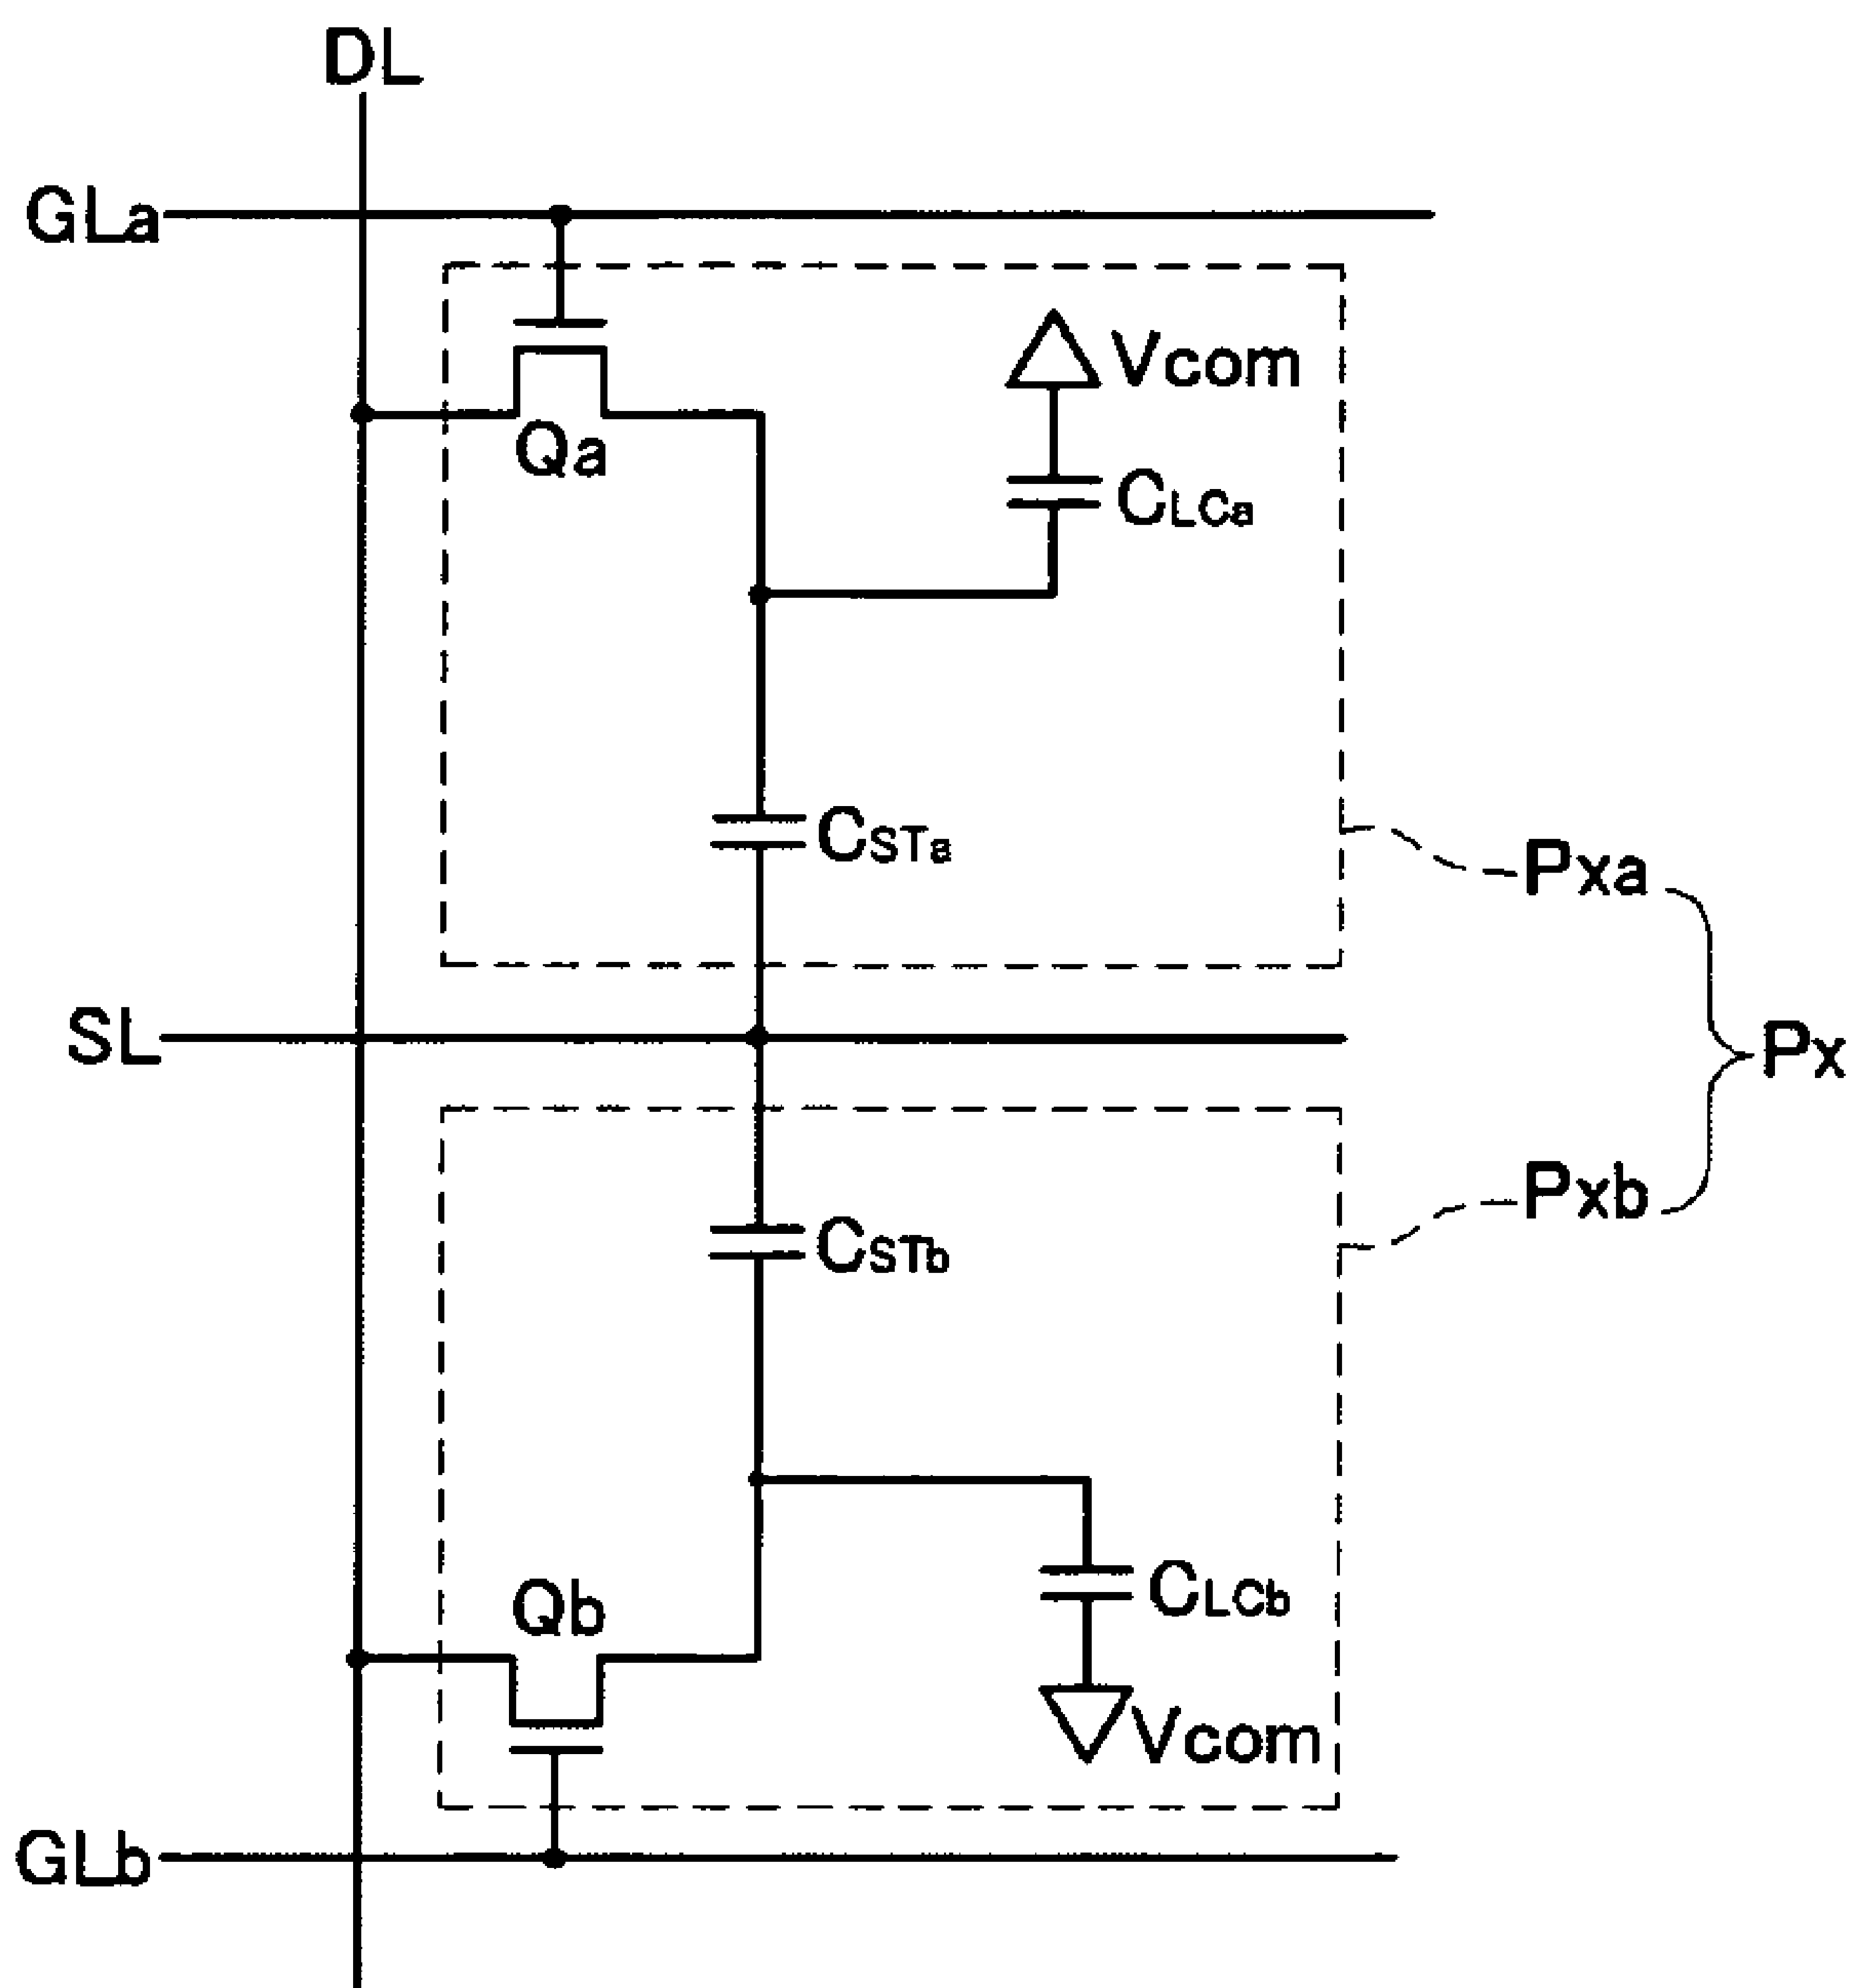 DL
GLa
Vcom
Qa
CLCa
CSTa
Pxa
SL
Px
Pxb
CSTb
CLCb
Qb
Vcom
GLb